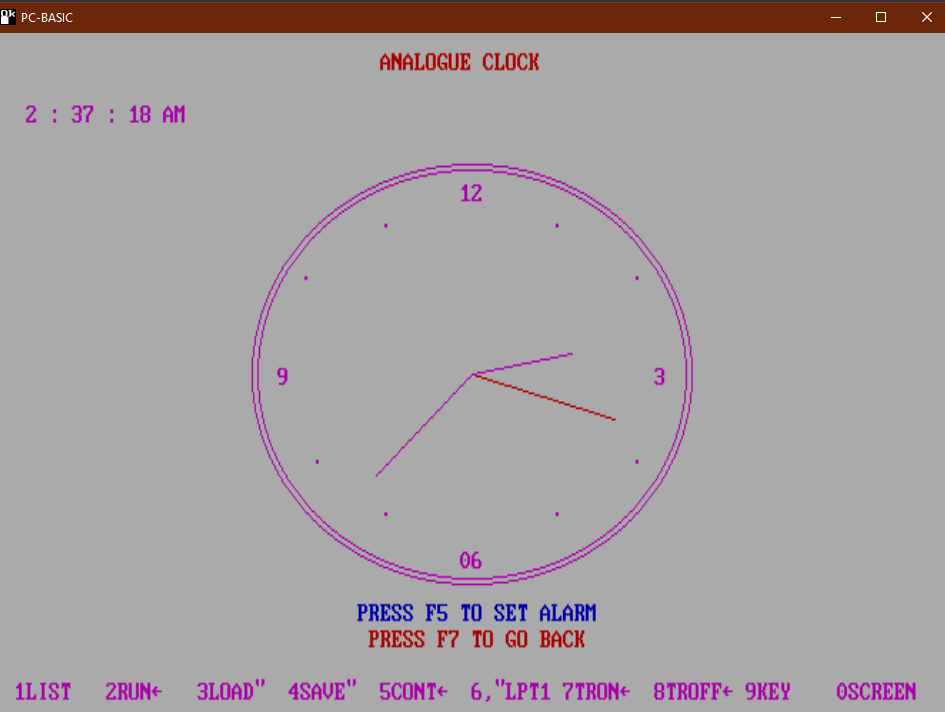 PC-BASIC
ANALOGUE CLOCK
2 : 37 : 18 AM
12
9
3
06
PRESS F5 TO SET ALARM
PRESS F7 TO GO BACK
1LIST 2RUN← 3LOAD" 4SAVE" 5CONT← 6,"LPT1 7TRON← 8TROFF← 9KEY 0SCREEN